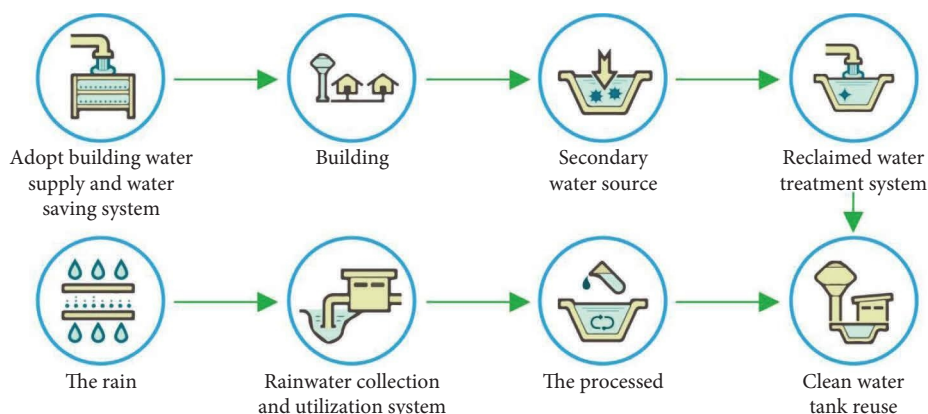 Adopt building water
supply and water
saving system
Building
Secondary
water source
Reclaimed water
treatment system
The rain
Rainwater collection
and utilization system
The processed
Clean water
tank reuse